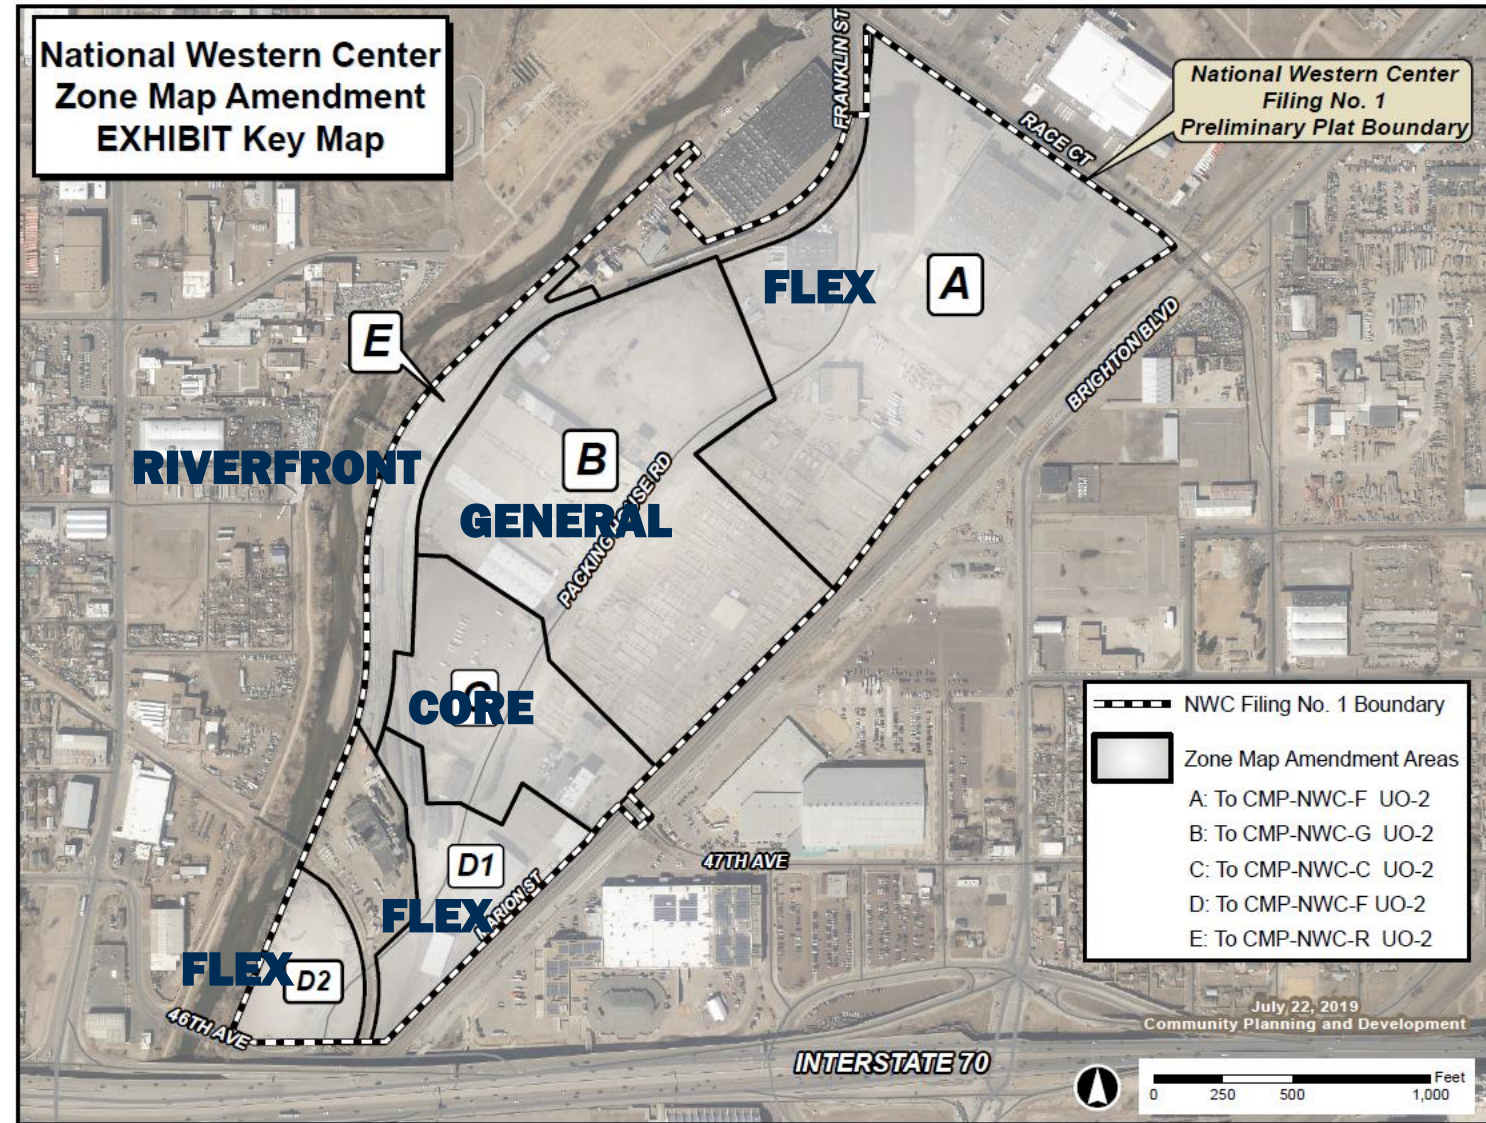 National Western Center
Zone Map Amendment
EXHIBIT Key Map
FRANKLIN ST
National Western Center
Filing No. 1
Preliminary Plat Boundary
RACE CT
FLEX
A
E
BRIGHTON BLVD
RIVERFRONT
B
GENERAL
PACKING HOUSE RD
C
CORE
NWC Filing No. 1 Boundary
Zone Map Amendment Areas
A: To CMP-NWC-F UO-2
B: To CMP-NWC-G UO-2
C: To CMP-NWC-C UO-2
D: To CMP-NWC-F UO-2
E: To CMP-NWC-R UO-2
D1
47TH AVE
MARION ST
FLEX
FLEX
D2
46TH AVE
July 22, 2019
Community Planning and Development
INTERSTATE 70
Feet
0 250 500 1,000